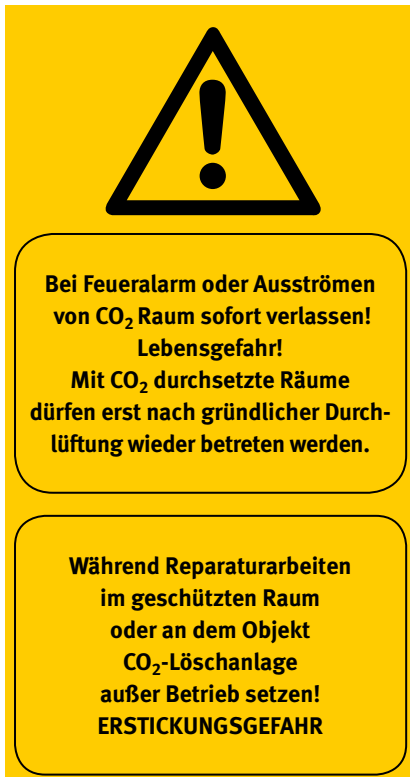 Bei Feueralarm oder Ausströmen
von CO₂ Raum sofort verlassen!
Lebensgefahr!
Mit CO₂ durchsetzte Räume
dürfen erst nach gründlicher Durch-
lüftung wieder betreten werden.
Während Reparaturarbeiten
im geschützten Raum
oder an dem Objekt
CO₂-Löschanlage
außer Betrieb setzen!
ERSTICKUNGSGEFAHR